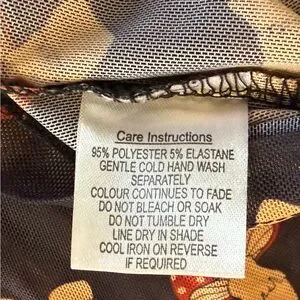 Care Instructions
95% POLYESTER 5% ELASTANE
GENTLE COLD HAND WASH
SEPARATELY
COLOUR CONTINUES TO FADE
DO NOT BLEACH OR SOAK
DO NOT TUMBLE DRY
LINE DRY IN SHADE
COOL IRON ON REVERSE
IF REQUIRED